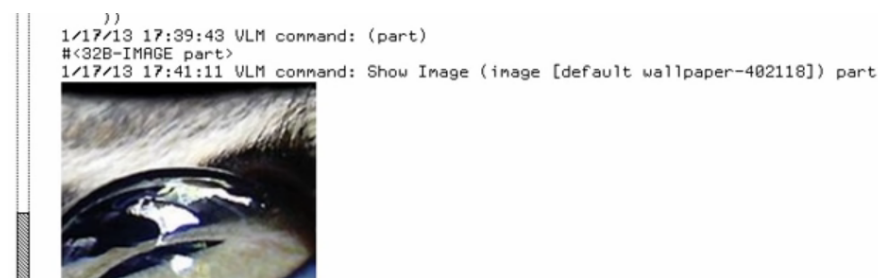 ))
1/17/13 17:39:43 VLM command: (part)
#<32B-IMAGE part>
1/17/13 17:41:11 VLM command: Show Image (image [default wallpaper-402118]) part